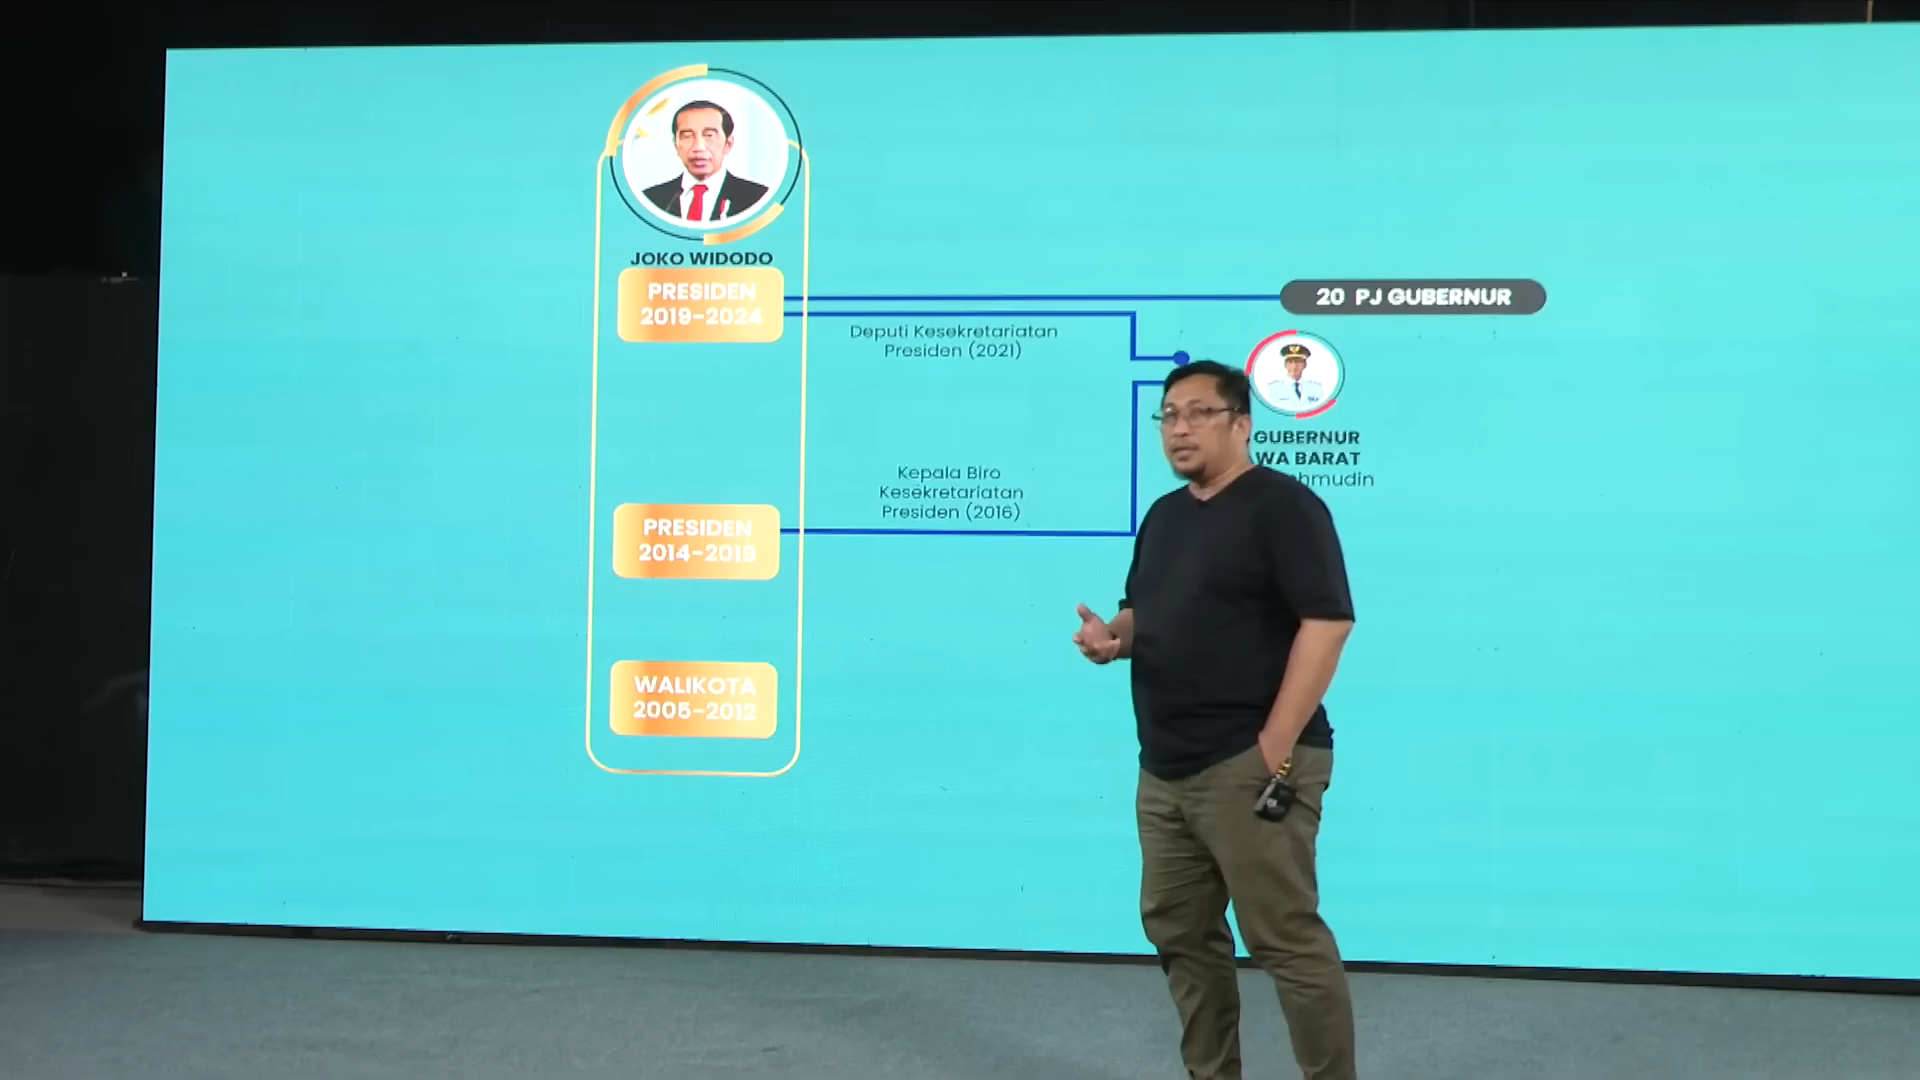 JOKO WIDODO
PRESIDEN
2019-2024
20 PJ GUBERNUR
Deputi Kesekretariatan
Presiden (2021)
GUBERNUR
WA BARAT
hmudin
Kepala Biro
Kesekretariatan
Presiden (2016)
PRESIDEN
2014-2019
WALIKOTA
2005-2012